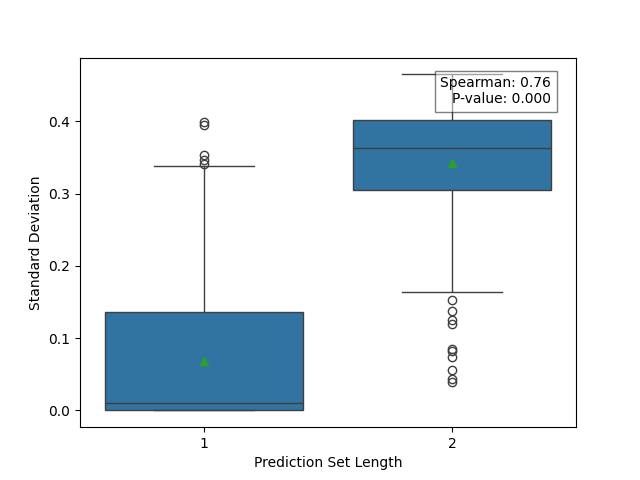 Spearman: 0.76
P-value: 0.000
Standard Deviation
0.4
0.3
0.2
0.1
0.0
1 2
Prediction Set Length